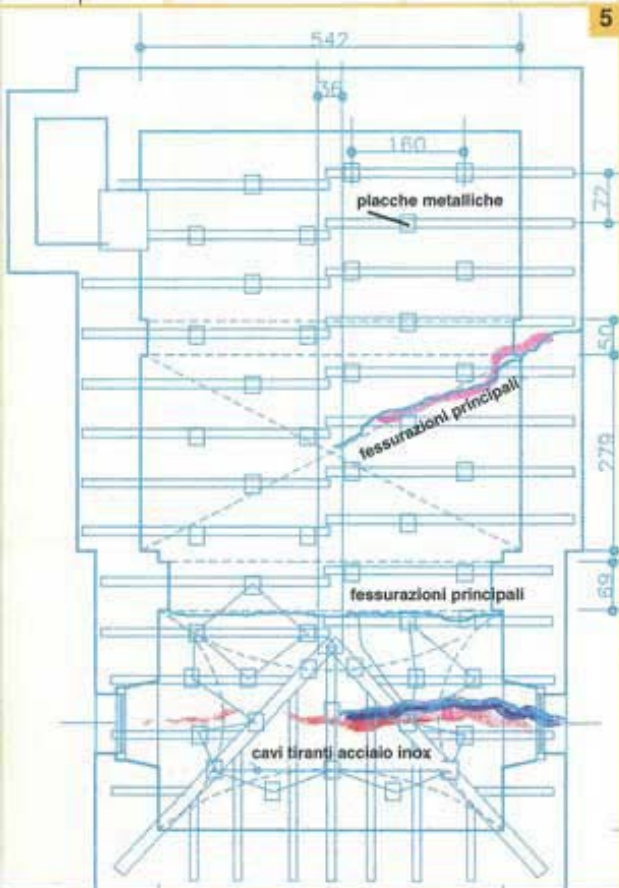 5
542
36
160
placche metalliche
72
50
fessurazioni principali
279
fessurazioni principali
69
cavi tiranti acciaio inox